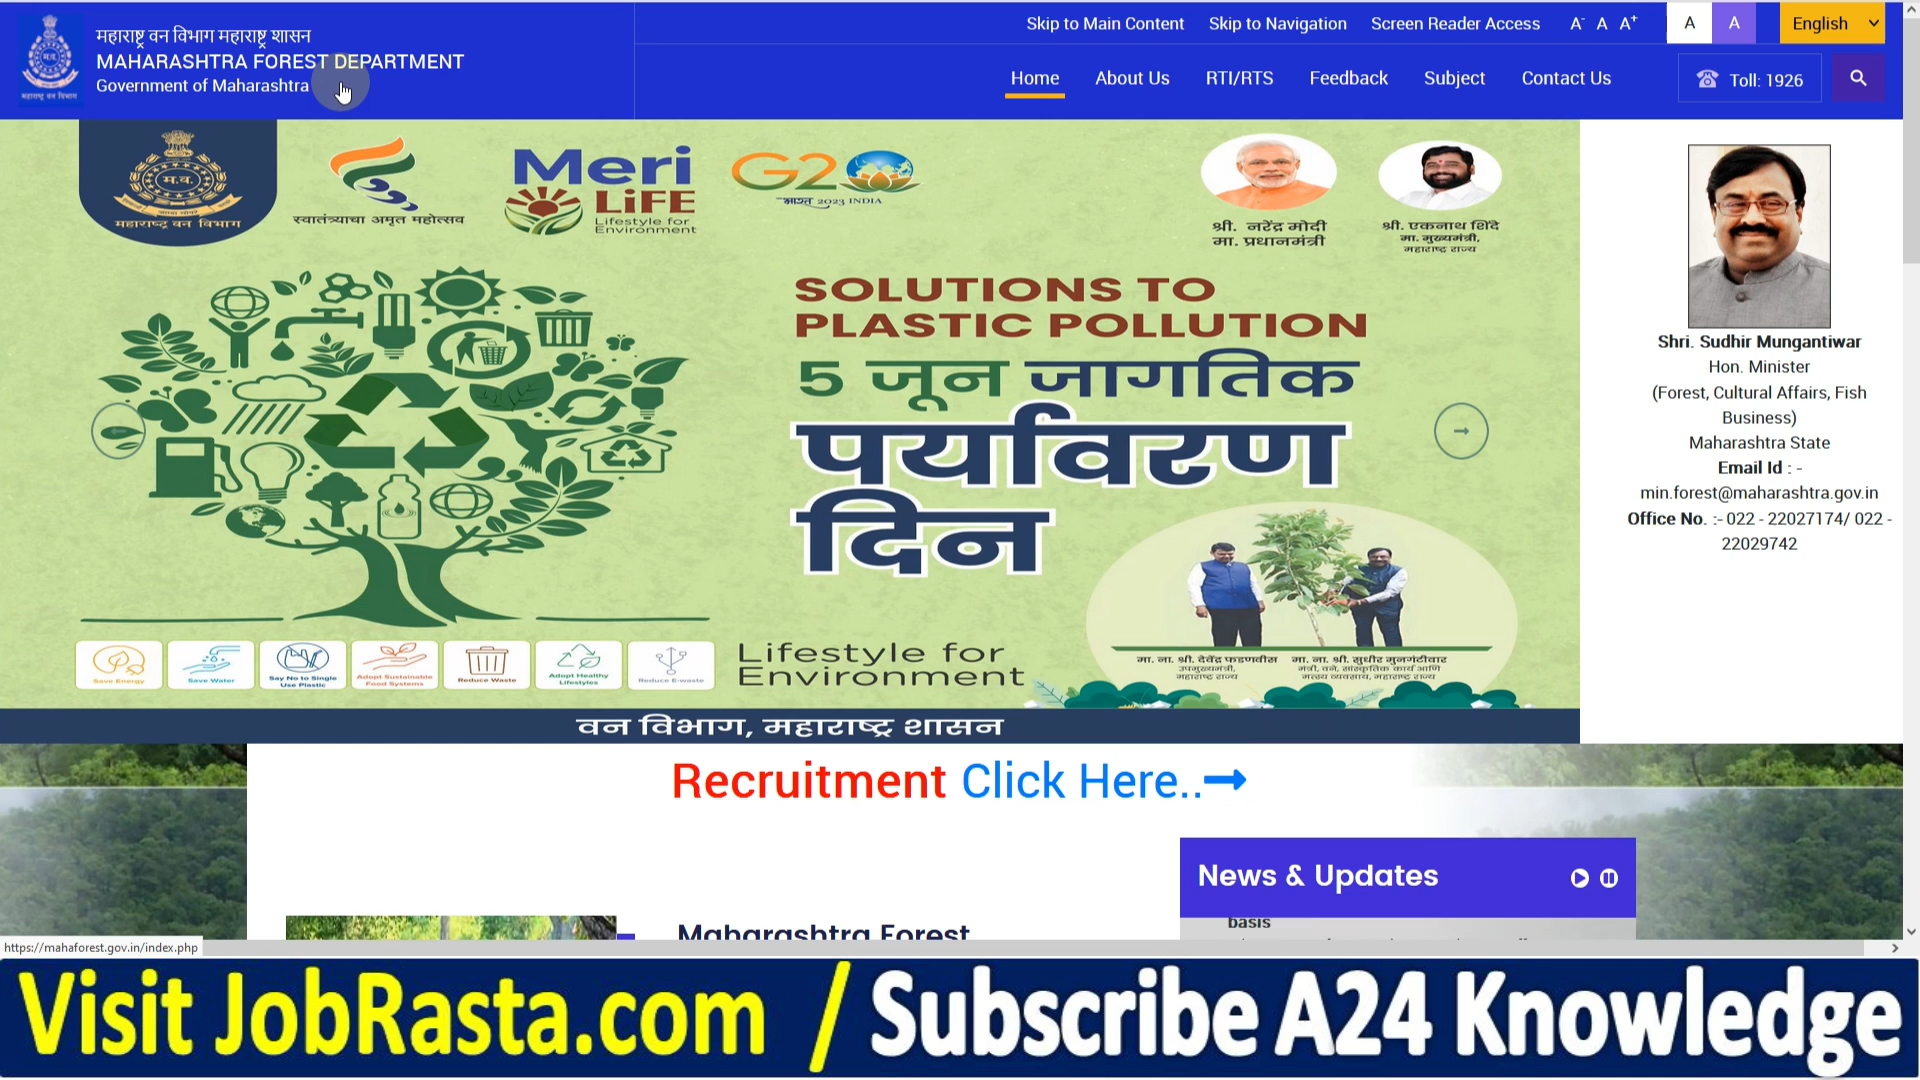 महाराष्ट्र वन विभाग महाराष्ट्र शासन
MAHARASHTRA FOREST DEPARTMENT
Government of Maharashtra
महाराष्ट्र वन विभाग
Skip to Main Content Skip to Navigation Screen Reader Access A- A A+ A A English
Home About Us RTI/RTS Feedback Subject Contact Us Toll: 1926
म.व.
महाराष्ट्र वन विभाग
स्वातंत्र्याचा अमृत महोत्सव
Meri
LiFE
Lifestyle for
Environment
G20
भारत 2023 INDIA
श्री. नरेंद्र मोदी
मा. प्रधानमंत्री
श्री. एकनाथ शिंदे
मा. मुख्यमंत्री,
महाराष्ट्र राज्य
SOLUTIONS TO
PLASTIC POLLUTION
5 जून जागतिक
पर्यावरण
दिन
Save Energy
Save Water
Say No to Single
Use Plastic
Adopt Sustainable
Food Systems
Reduce Waste
Adopt Healthy
Lifestyles
Reduce E-waste
Lifestyle for
Environment
मा. ना. श्री. देवेंद्र फडणवीस
उपमुख्यमंत्री,
महाराष्ट्र राज्य
मा. ना. श्री. सुधीर मुनगंटीवार
मंत्री, वने, सांस्कृतिक कार्य आणि
मत्स्य व्यवसाय, महाराष्ट्र राज्य
वन विभाग, महाराष्ट्र शासन
Shri. Sudhir Mungantiwar
Hon. Minister
(Forest, Cultural Affairs, Fish
Business)
Maharashtra State
Email Id : -
min.forest@maharashtra.gov.in
Office No. :- 022 - 22027174/ 022 -
22029742
Recruitment Click Here..
News & Updates
basis
Maharashtra Forest
https://mahaforest.gov.in/index.php
Visit JobRasta.com / Subscribe A24 Knowledge